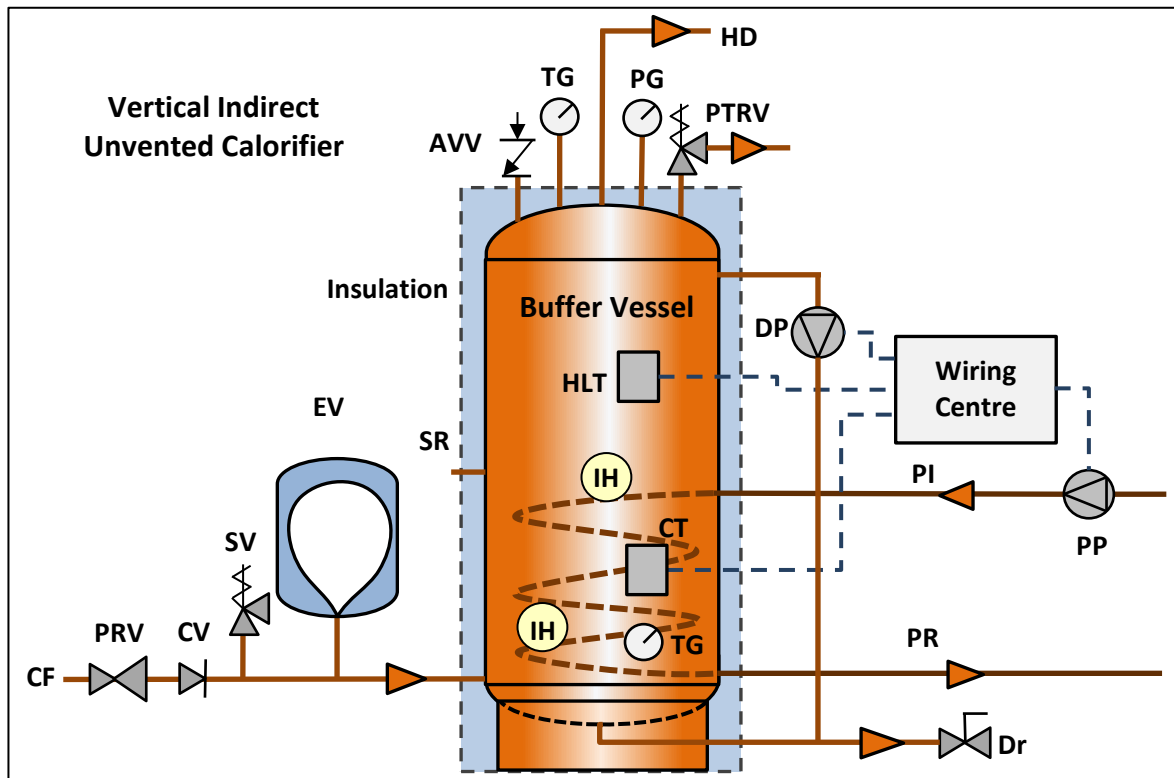 HD
TG
PG
Vertical Indirect
Unvented Calorifier
PTRV
AVV
Insulation
Buffer Vessel
DP
HLT
Wiring
Centre
EV
SR
IH
PI
CT
SV
PP
IH
TG
PRV
CV
PR
CF
Dr